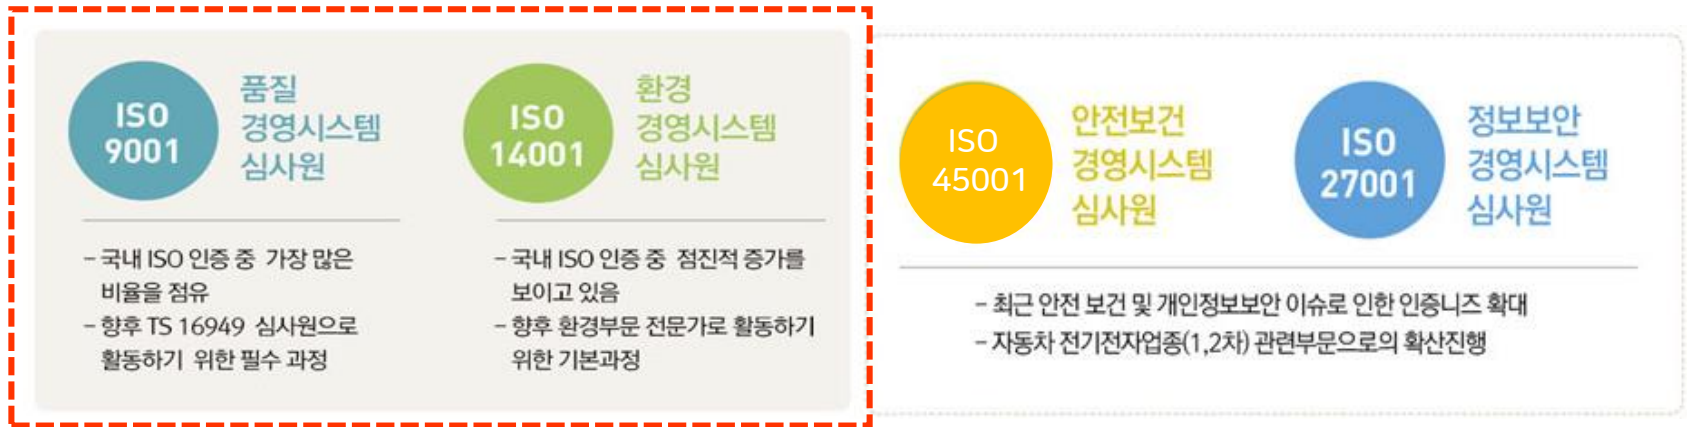 ISO
9001
품질
경영시스템
심사원
– 국내 ISO 인증 중 가장 많은
비율을 점유
– 향후 TS 16949 심사원으로
활동하기 위한 필수 과정
ISO
14001
환경
경영시스템
심사원
– 국내 ISO 인증 중 점진적 증가를
보이고 있음
– 향후 환경부문 전문가로 활동하기
위한 기본과정
ISO
45001
안전보건
경영시스템
심사원
ISO
27001
정보보안
경영시스템
심사원
– 최근 안전 보건 및 개인정보보안 이슈로 인한 인증니즈 확대
– 자동차 전기전자업종(1,2차) 관련부문으로의 확산진행